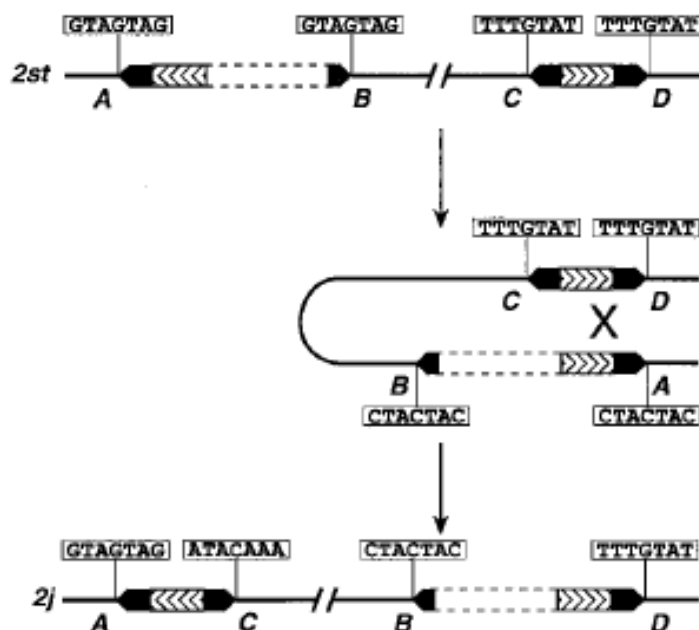 GTAGTAG GTAGTAG TTTGTAT TTTGTAT
2st
A B C D
TTTGTAT TTTGTAT
C D
X
B A
CTACTAC CTACTAC
GTAGTAG ATACAAA CTACTAC TTTGTAT
2j
A C B D